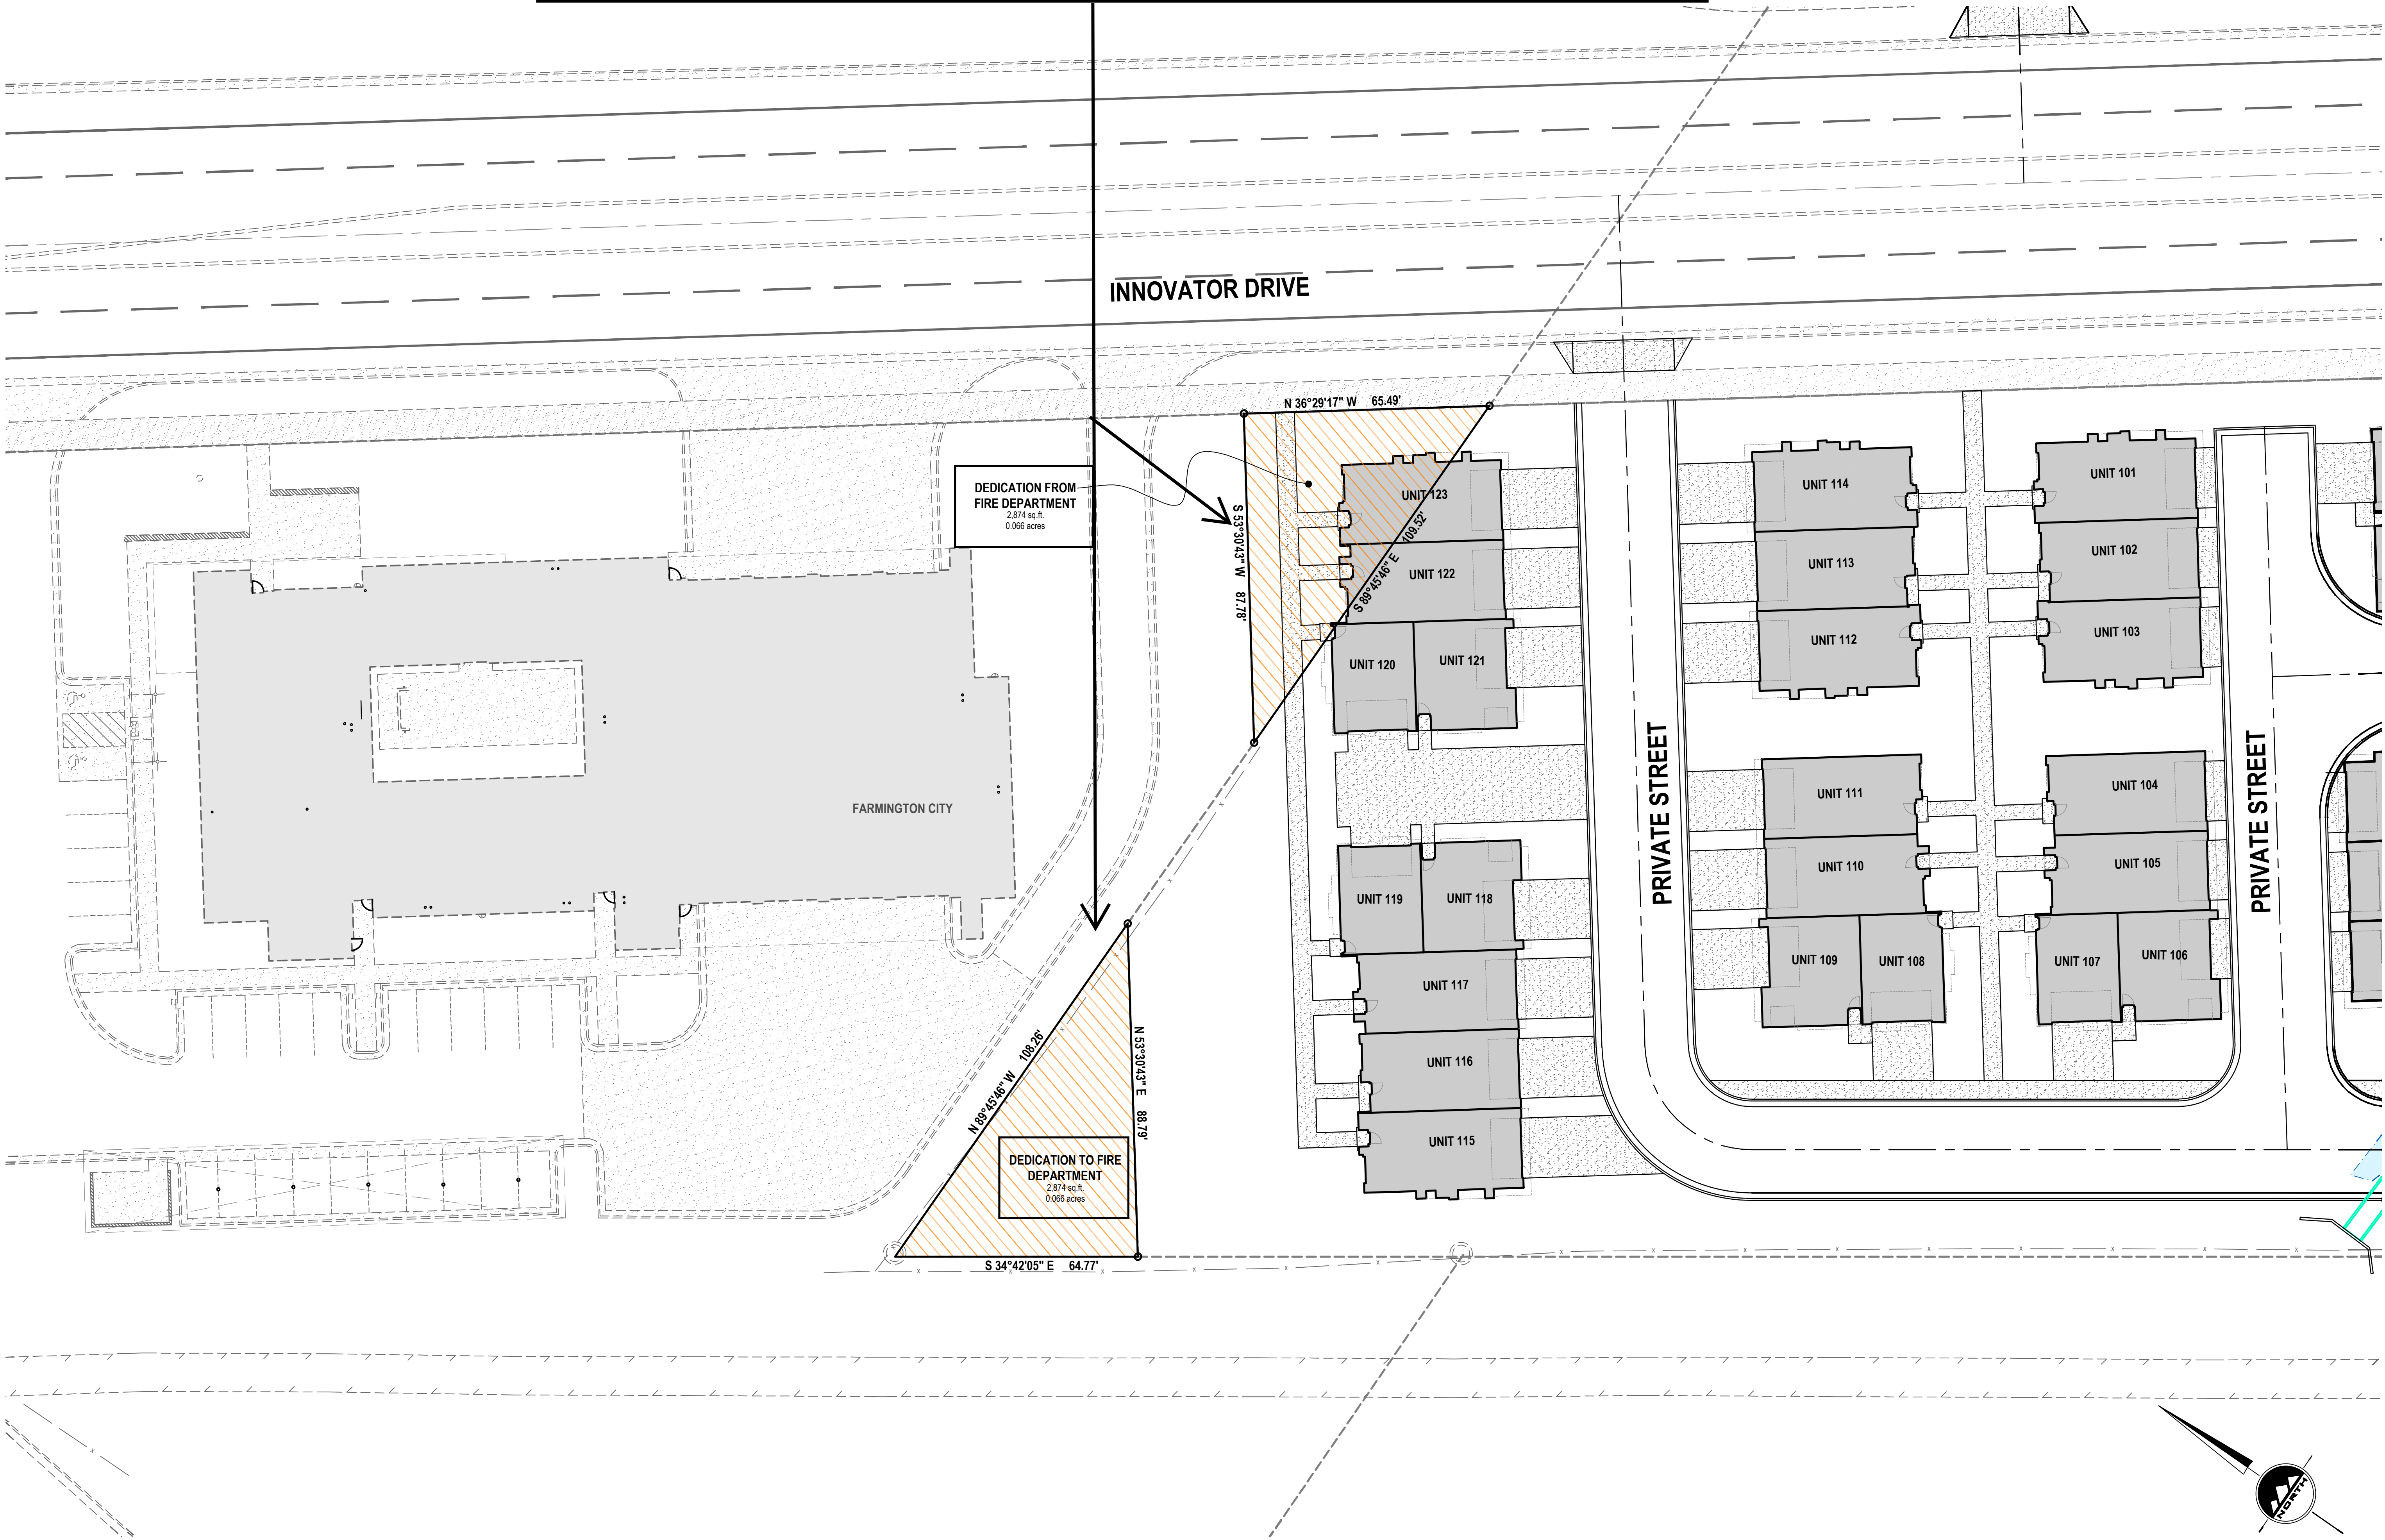 INNOVATOR DRIVE
N 36°29'17" W 65.49'
DEDICATION FROM
FIRE DEPARTMENT
2,874 sq.ft.
0.066 acres
S 53°30'43" W 87.78'
S 89°45'46" E 109.52'
UNIT 123
UNIT 122
UNIT 120
UNIT 121
UNIT 114
UNIT 113
UNIT 112
UNIT 101
UNIT 102
UNIT 103
PRIVATE STREET
PRIVATE STREET
FARMINGTON CITY
UNIT 111
UNIT 110
UNIT 109
UNIT 108
UNIT 104
UNIT 105
UNIT 107
UNIT 106
UNIT 119
UNIT 118
UNIT 117
UNIT 116
UNIT 115
N 89°45'46" W 108.26'
N 53°30'43" E 88.79'
DEDICATION TO FIRE
DEPARTMENT
2,874 sq.ft.
0.066 acres
S 34°42'05" E 64.77'
NORTH